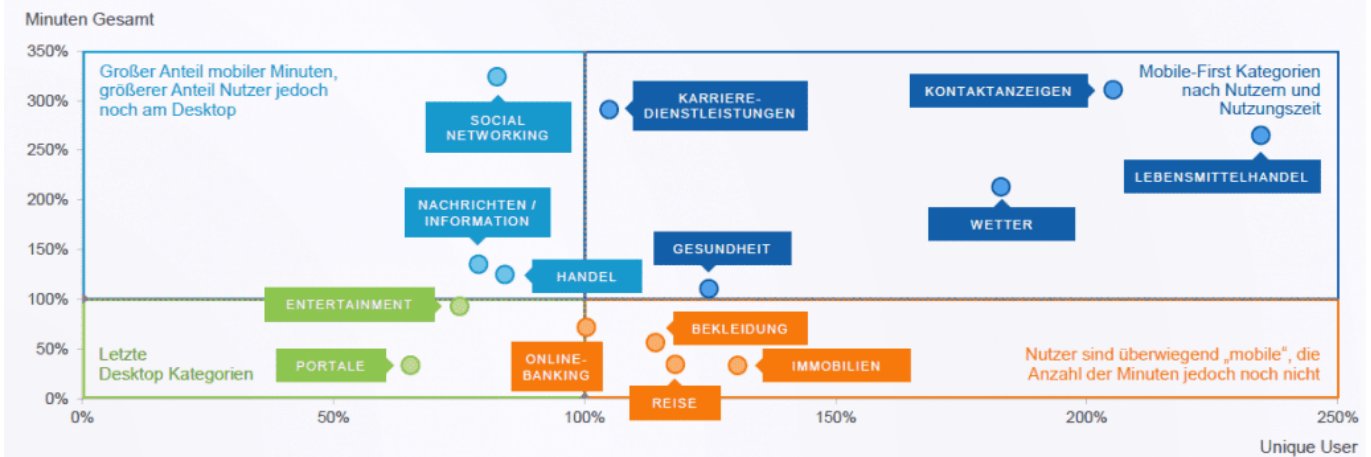 Minuten Gesamt
350%
300%
250%
200%
150%
100%
50%
0%
Großer Anteil mobiler Minuten,
größerer Anteil Nutzer jedoch
noch am Desktop
SOCIAL
NETWORKING
NACHRICHTEN /
INFORMATION
HANDEL
Mobile-First Kategorien
nach Nutzern und
Nutzungszeit
KARRIERE-
DIENSTLEISTUNGEN
KONTAKTANZEIGEN
LEBENSMITTELHANDEL
WETTER
GESUNDHEIT
ENTERTAINMENT
Letzte
Desktop Kategorien
PORTALE
ONLINE-
BANKING
BEKLEIDUNG
IMMOBILIEN
REISE
Nutzer sind überwiegend „mobile“, die
Anzahl der Minuten jedoch noch nicht
0%
50%
100%
150%
200%
250%
Unique User